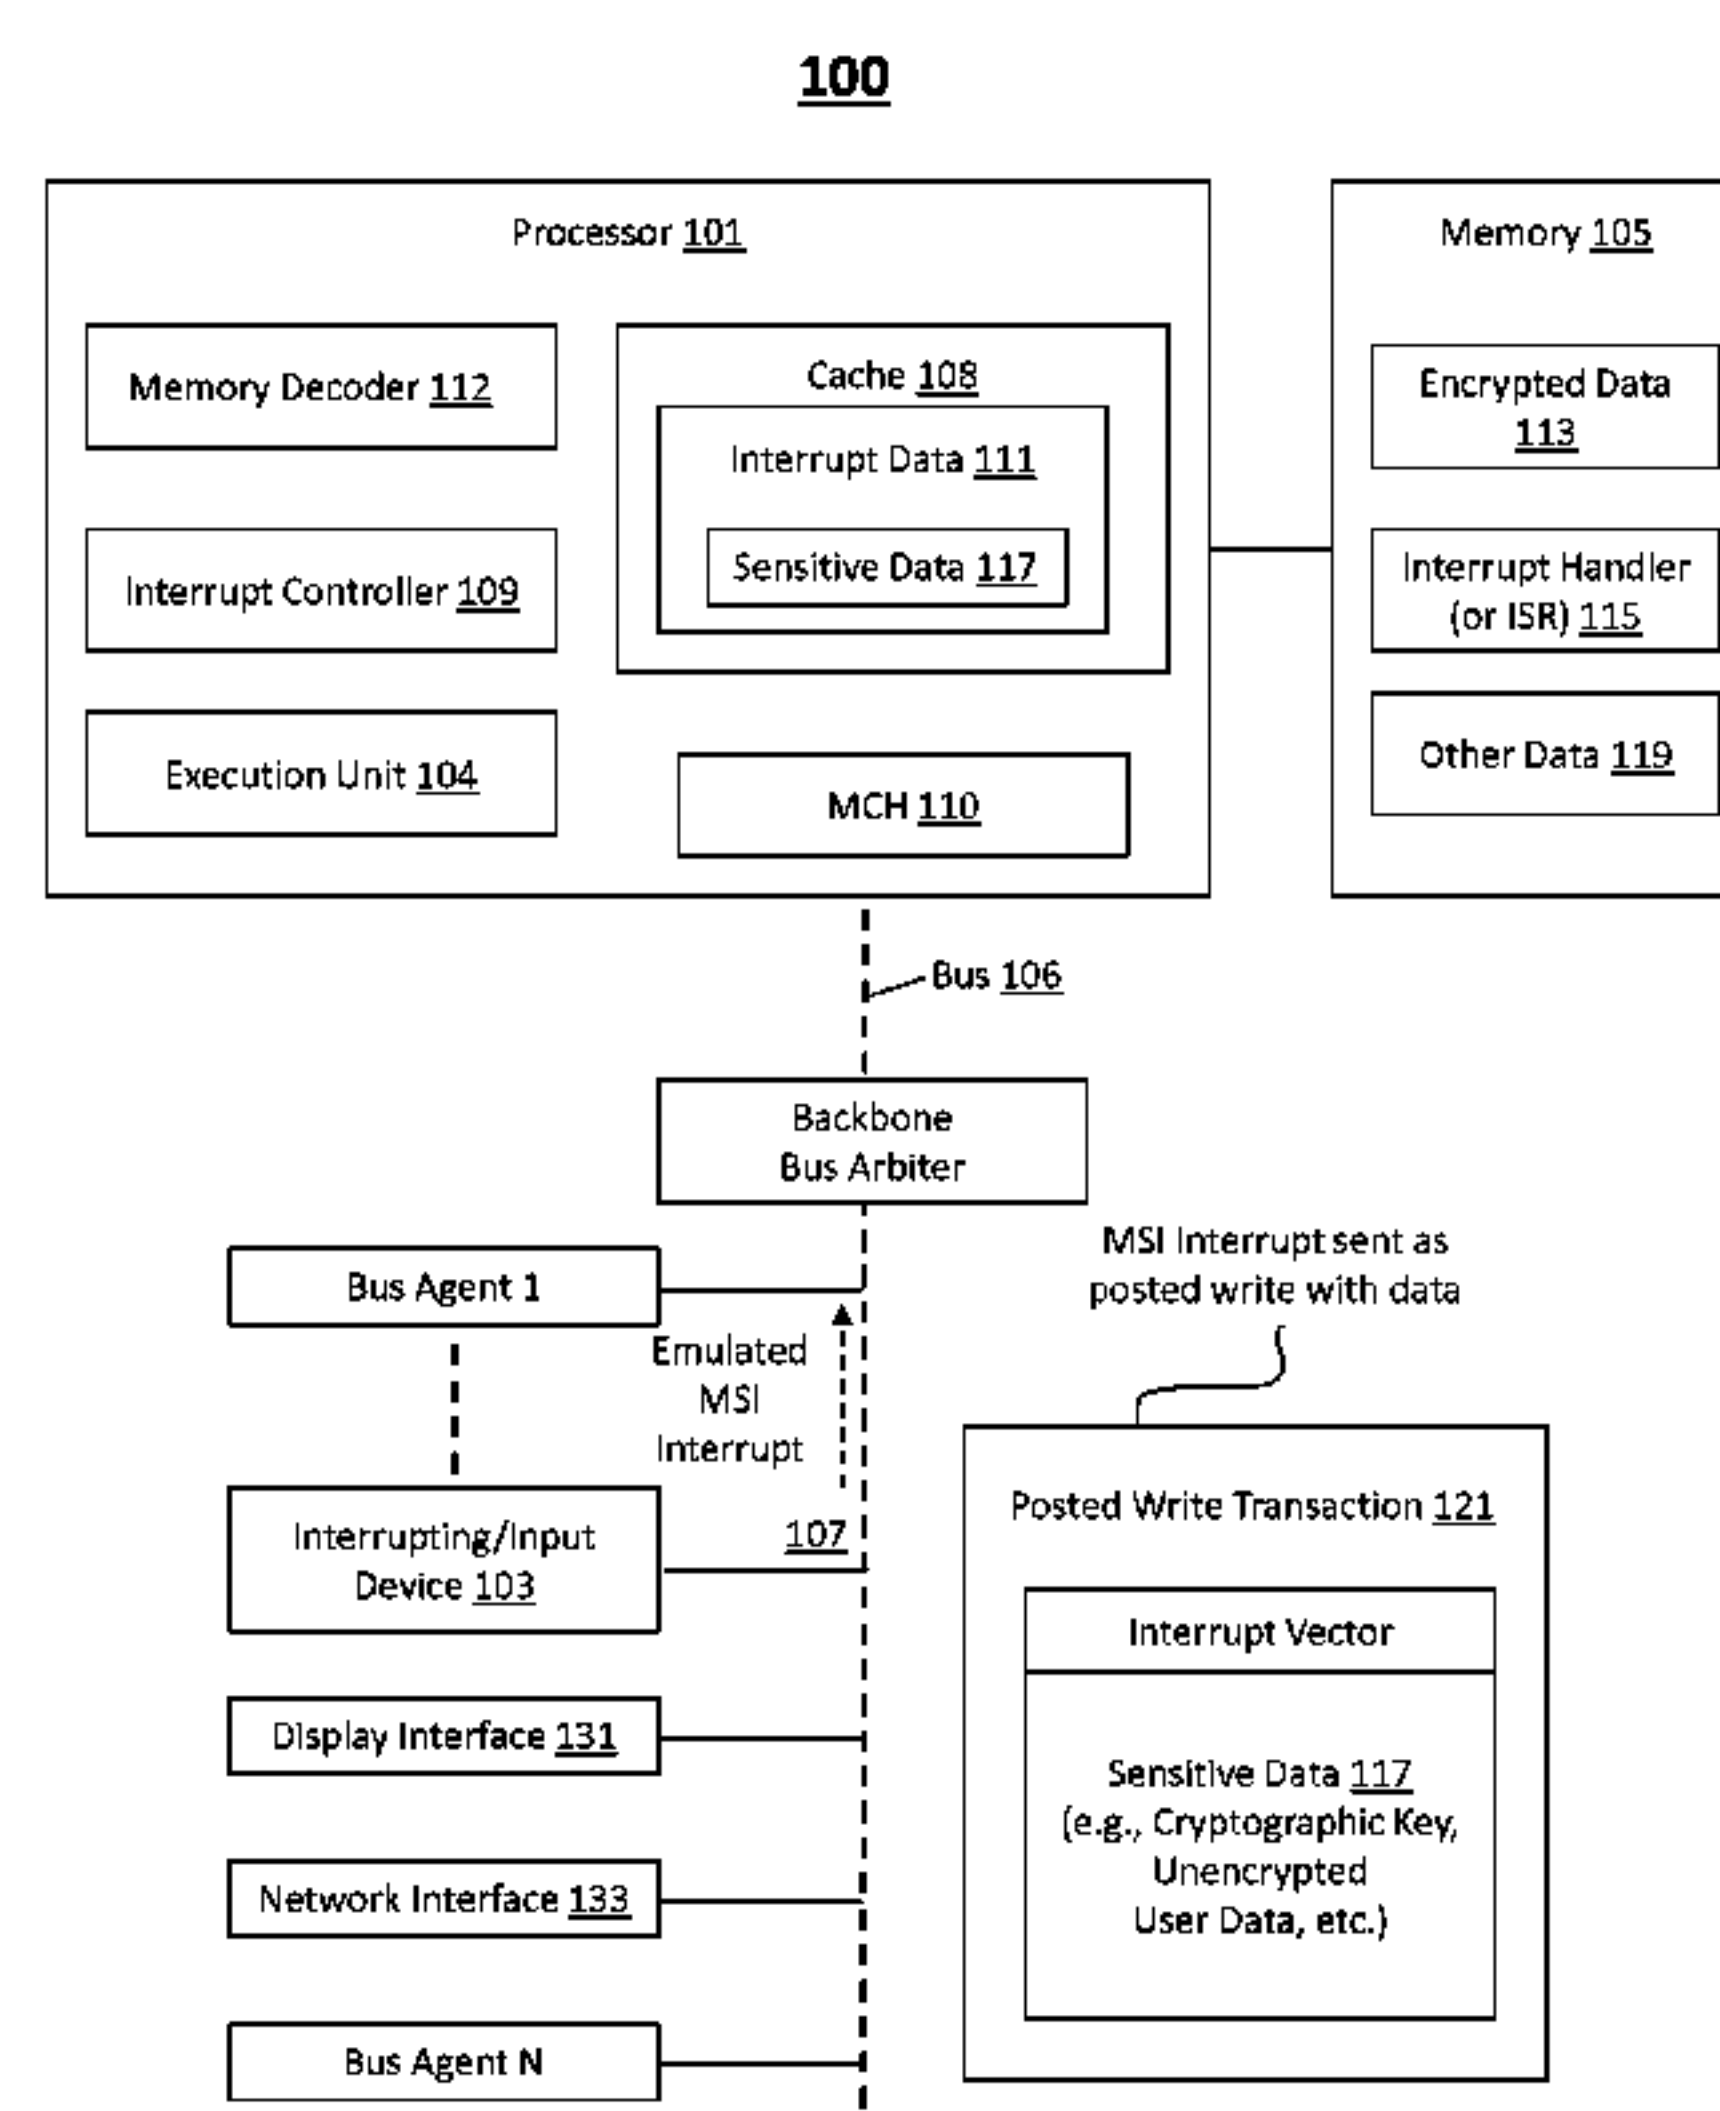 100
Processor 101
Memory 105
Memory Decoder 112
Cache 108
Interrupt Data 111
Sensitive Data 117
Interrupt Controller 109
Execution Unit 104
MCH 110
Encrypted Data
113
Interrupt Handler
(or ISR) 115
Other Data 119
Bus 106
Backbone
Bus Arbiter
Bus Agent 1
Emulated
MSI
Interrupt
MSI Interrupt sent as
posted write with data
Interrupting/Input
Device 103
107
Posted Write Transaction 121
Interrupt Vector
Sensitive Data 117
(e.g., Cryptographic Key,
Unencrypted
User Data, etc.)
Display Interface 131
Network Interface 133
Bus Agent N